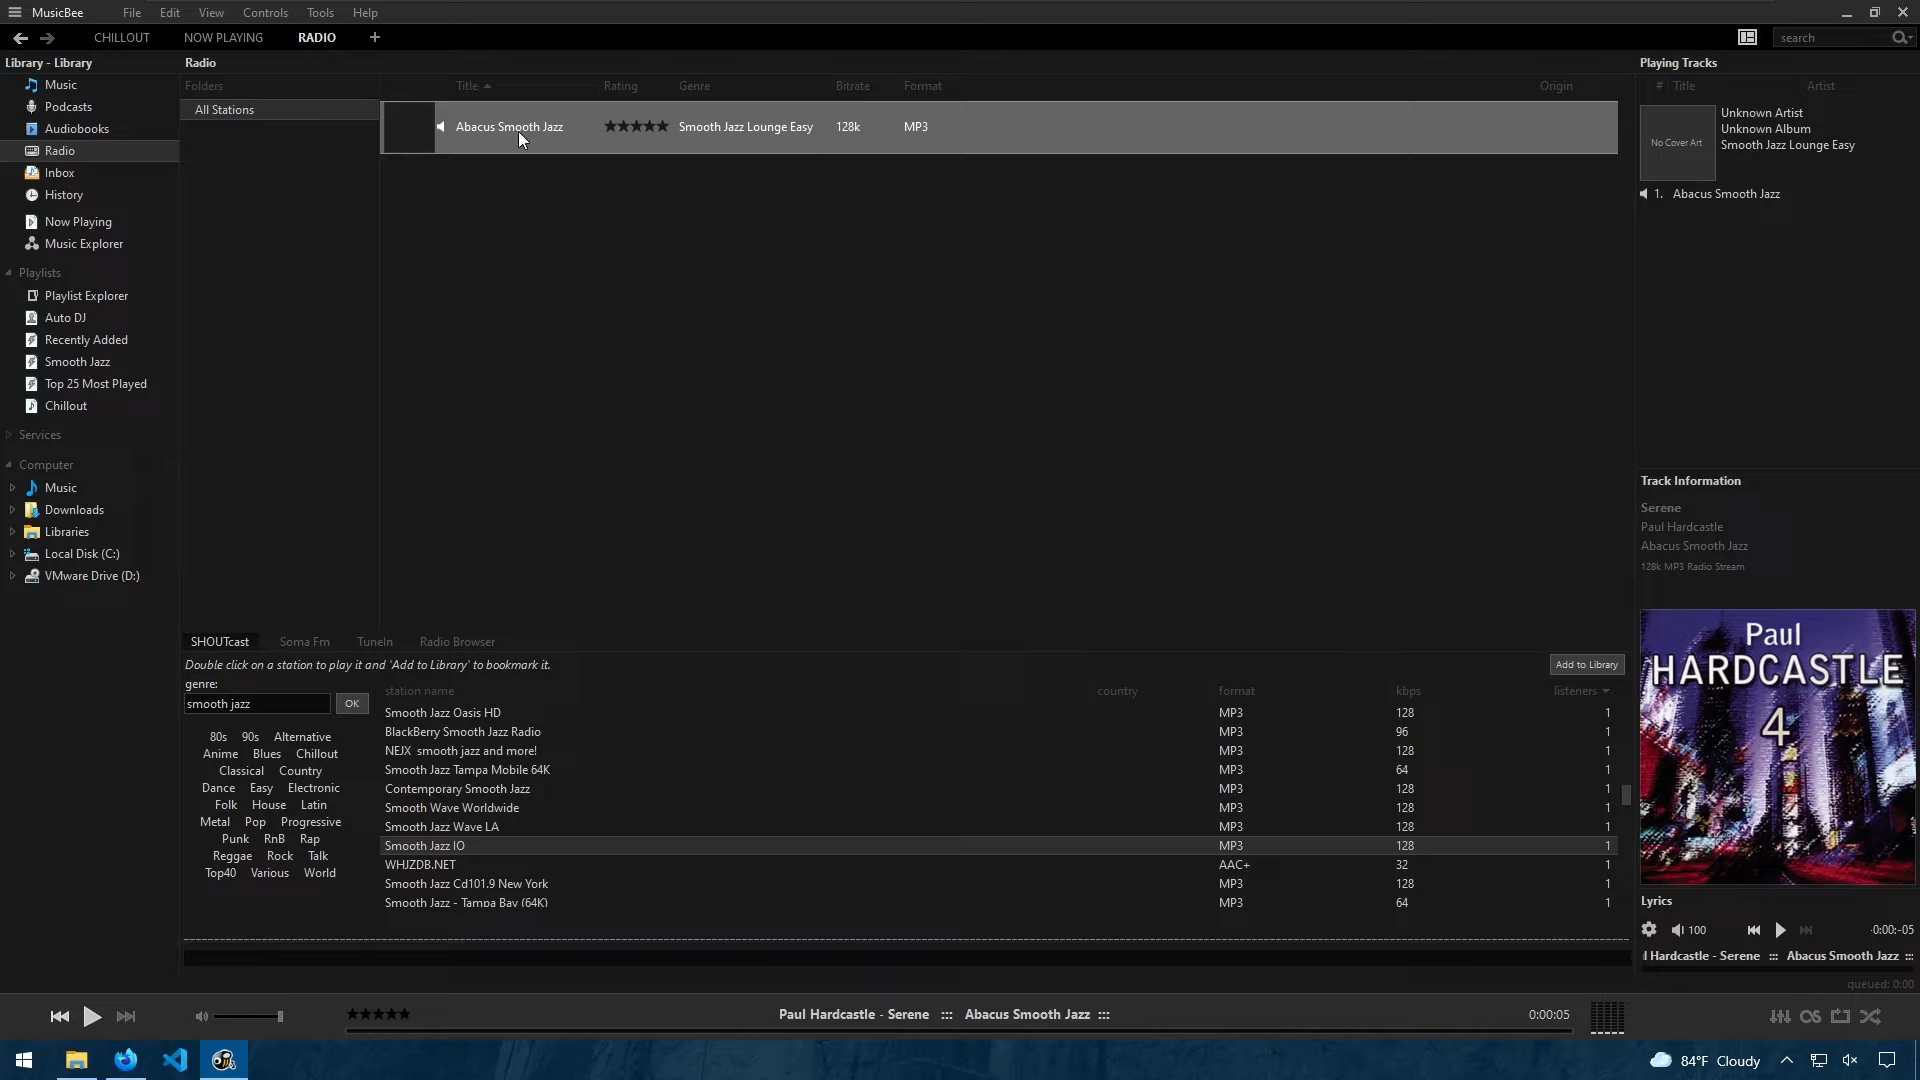 MusicBee File Edit View Controls Tools Help
CHILLOUT NOW PLAYING RADIO +
search
Library - Library
Music
Podcasts
Audiobooks
Radio
Inbox
History
Now Playing
Music Explorer
Playlists
Playlist Explorer
Auto DJ
Recently Added
Smooth Jazz
Top 25 Most Played
Chillout
Services
Computer
Music
Downloads
Libraries
Local Disk (C:)
VMware Drive (D:)
Radio
Folders
All Stations
Title Rating Genre Bitrate Format Origin
Abacus Smooth Jazz ★★★★★ Smooth Jazz Lounge Easy 128k MP3
SHOUTcast Soma Fm TuneIn Radio Browser
Double click on a station to play it and 'Add to Library' to bookmark it.
Add to Library
genre:
smooth jazz OK
80s 90s Alternative
Anime Blues Chillout
Classical Country
Dance Easy Electronic
Folk House Latin
Metal Pop Progressive
Punk RnB Rap
Reggae Rock Talk
Top40 Various World
station name country format kbps listeners
Smooth Jazz Oasis HD MP3 128 1
BlackBerry Smooth Jazz Radio MP3 96 1
NEJX smooth jazz and more! MP3 128 1
Smooth Jazz Tampa Mobile 64K MP3 64 1
Contemporary Smooth Jazz MP3 128 1
Smooth Wave Worldwide MP3 128 1
Smooth Jazz Wave LA MP3 128 1
Smooth Jazz IO MP3 128 1
WHJZDB.NET AAC+ 32 1
Smooth Jazz Cd101.9 New York MP3 128 1
Smooth Jazz - Tampa Bay (64K) MP3 64 1
Playing Tracks
# Title Artist
No Cover Art
Unknown Artist
Unknown Album
Smooth Jazz Lounge Easy
1. Abacus Smooth Jazz
Track Information
Serene
Paul Hardcastle
Abacus Smooth Jazz
128k MP3 Radio Stream
Paul
HARDCASTLE
4
Lyrics
100 -0:00:-05
l Hardcastle - Serene ::: Abacus Smooth Jazz :::
queued: 0:00
★★★★★ Paul Hardcastle - Serene ::: Abacus Smooth Jazz ::: 0:00:05
84°F Cloudy